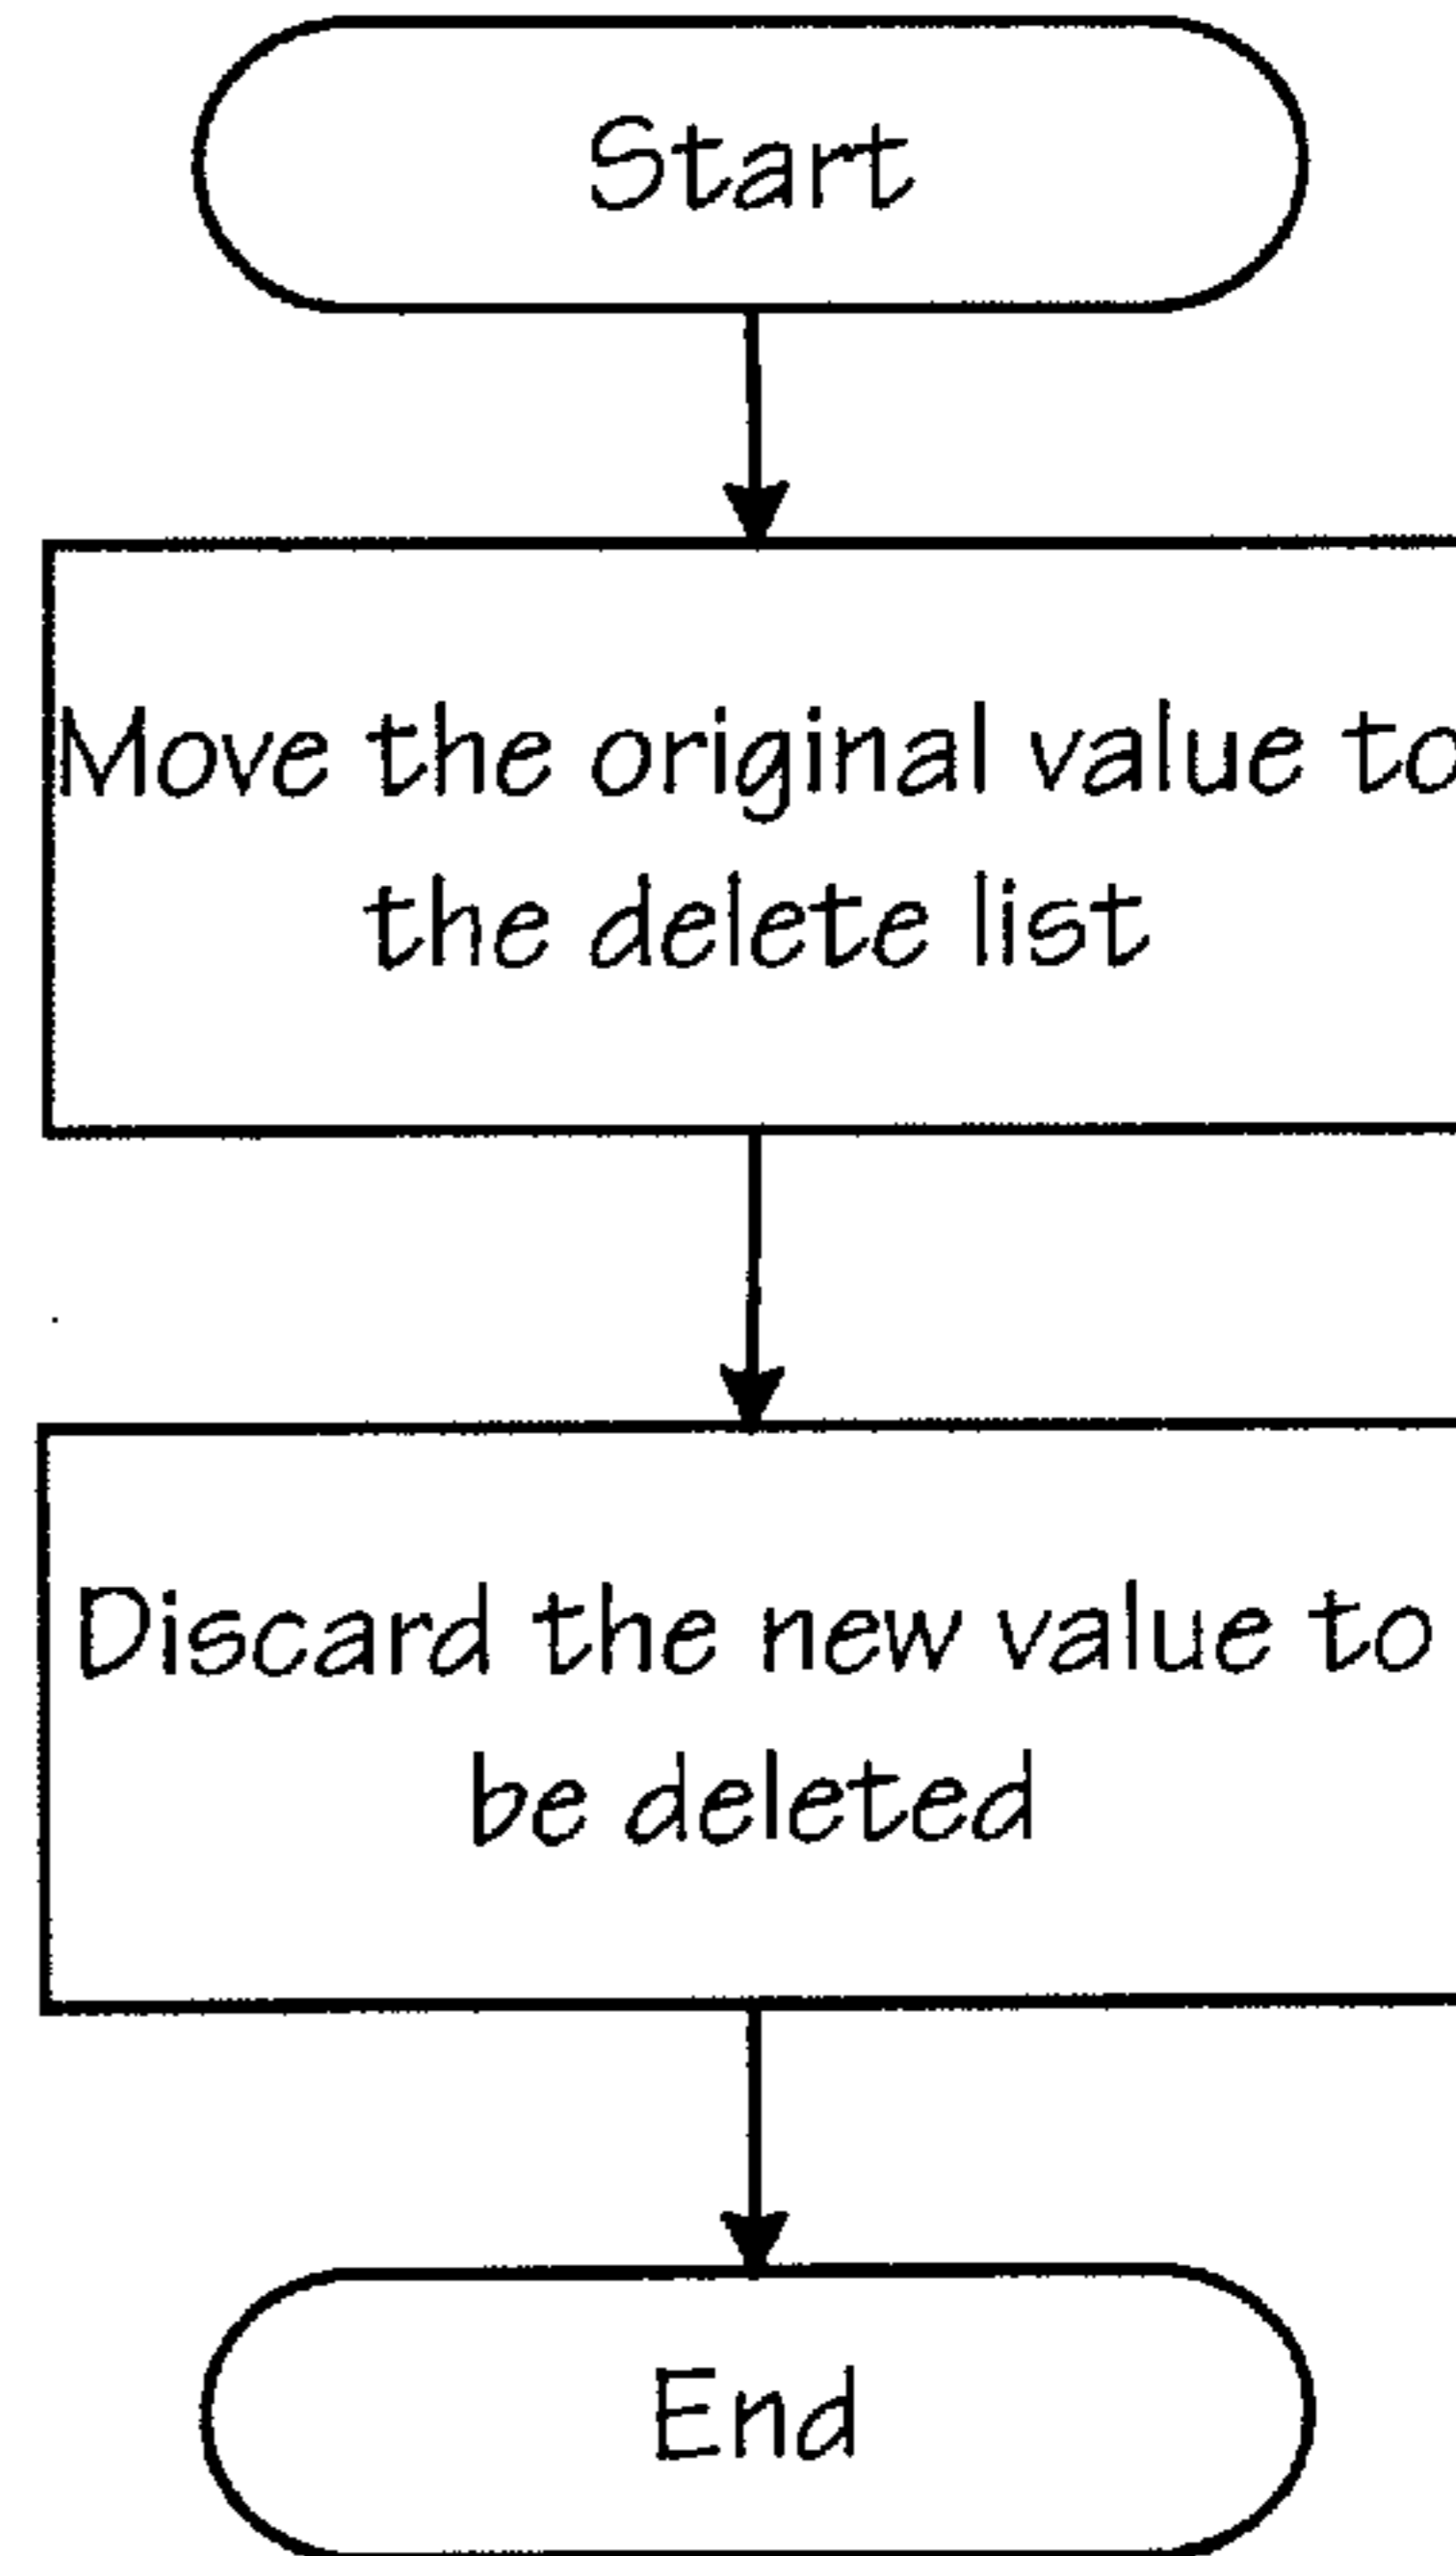 Start
Move the original value to
the delete list
Discard the new value to
be deleted
End